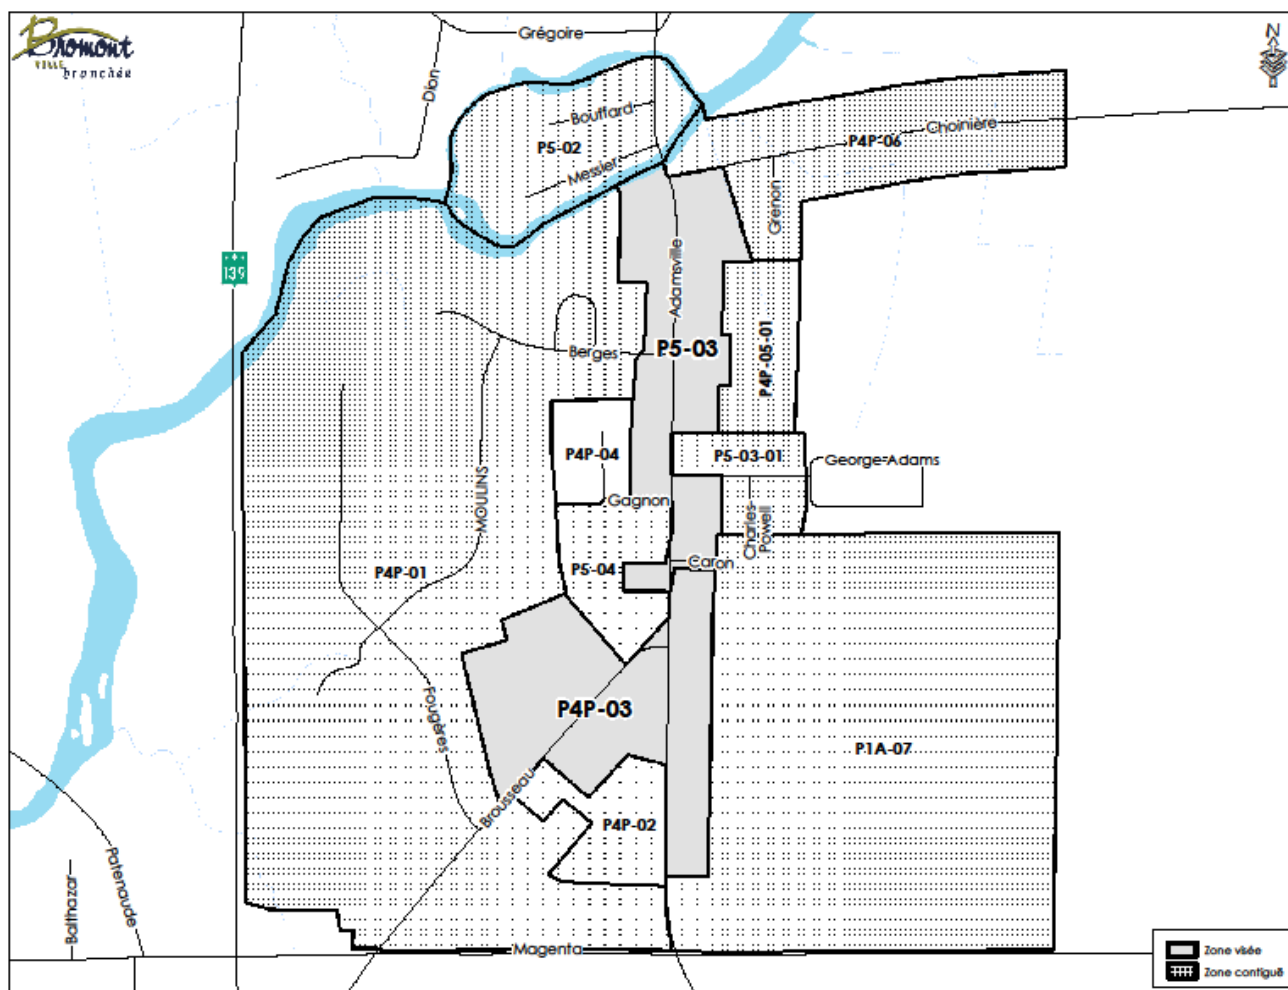 Bromont
VILLE
branchée
N
Grégoire
Dion
Bouffard
P5-02
Messier
Choinière
P4P-06
Grenon
139
Adamsville
Berges
P5-03
P4P-05-01
P4P-04
P5-03-01
George-Adams
MOULINS
Gagnon
Charles-
Powell
Caron
P5-04
P4P-01
Fougères
P4P-03
P1A-07
Brousseau
P4P-02
Patenaude
Balthazar
Magenta
Zone visée
Zone contiguë